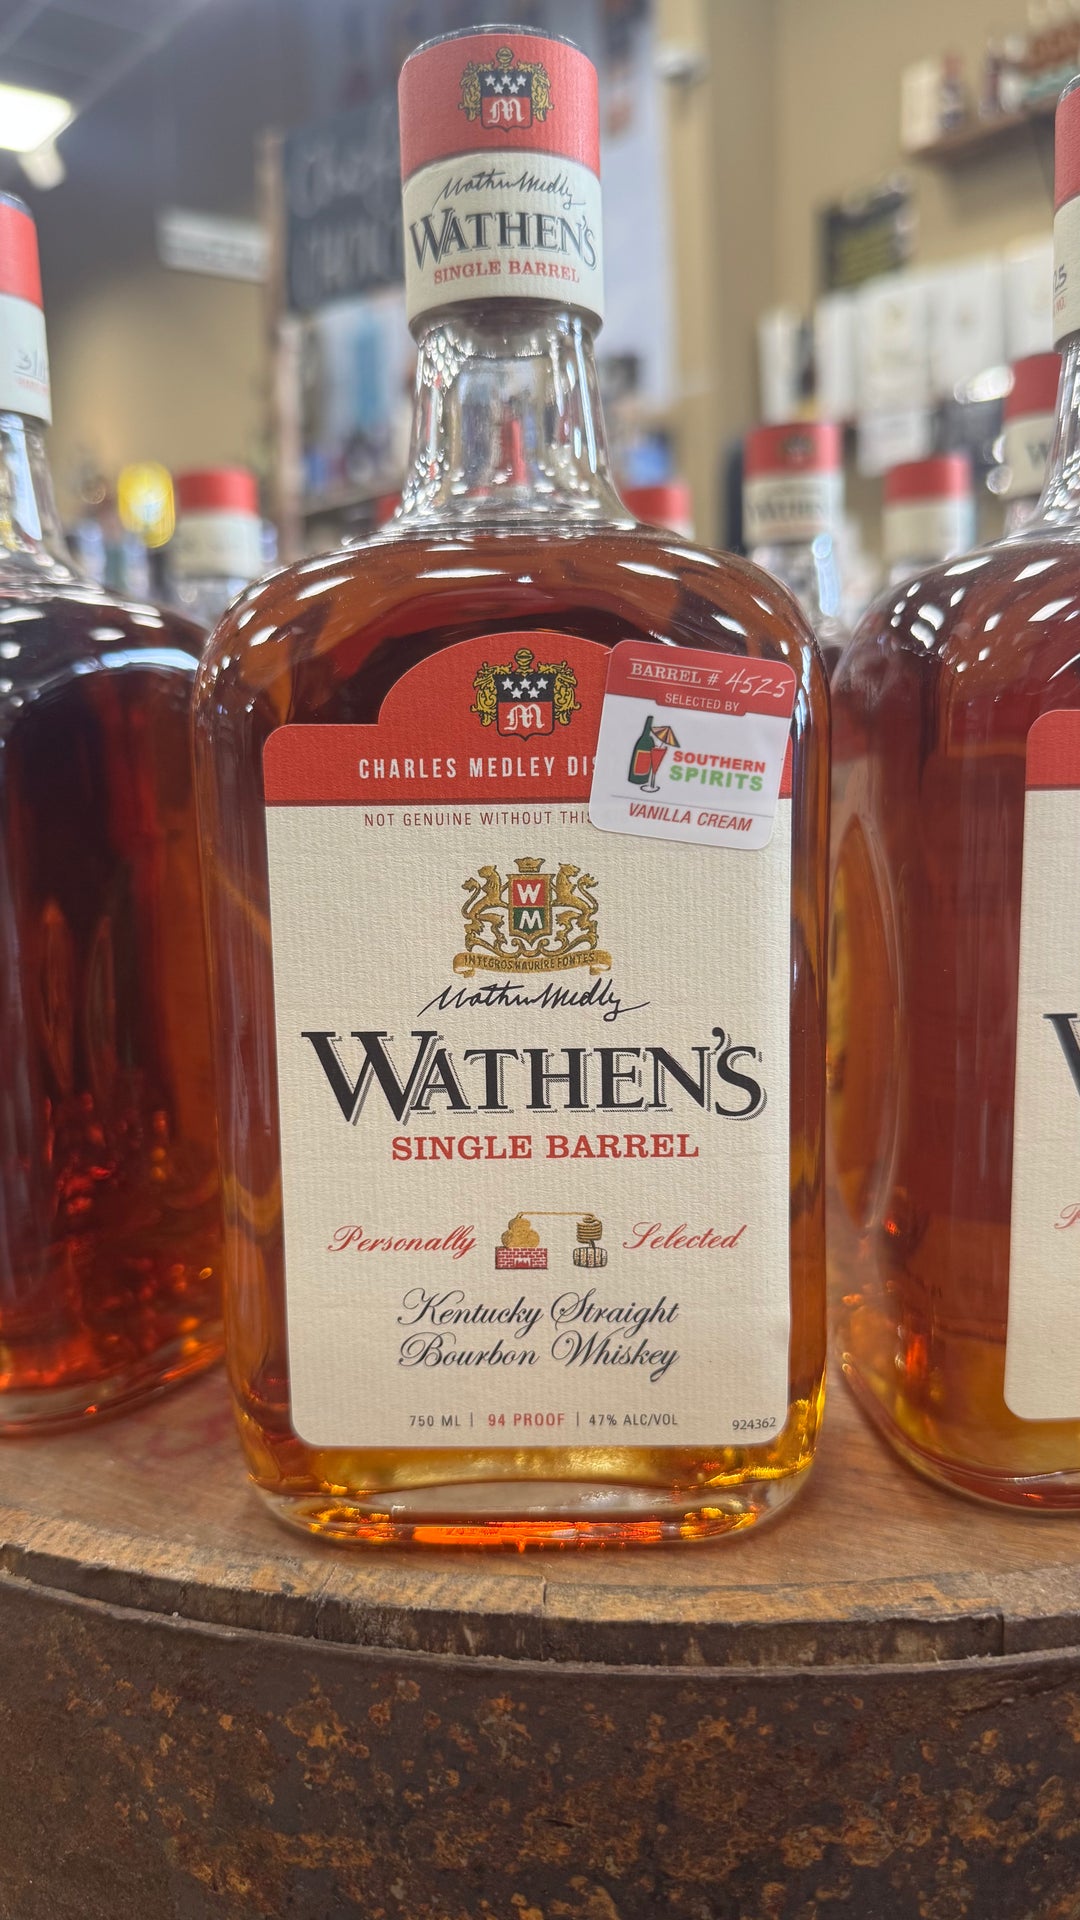 M
Wathen Medley
WATHEN'S
SINGLE BARREL
BARREL # 4525
SELECTED BY
SOUTHERN
SPIRITS
VANILLA CREAM
M
CHARLES MEDLEY
NOT GENUINE WITHOUT THIS
W
M
INTEGROS HAURIRE FONTES
Wathen Medley
WATHEN'S
SINGLE BARREL
Personally Selected
Kentucky Straight
Bourbon Whiskey
750 ML | 94 PROOF | 47% ALC/VOL
924362